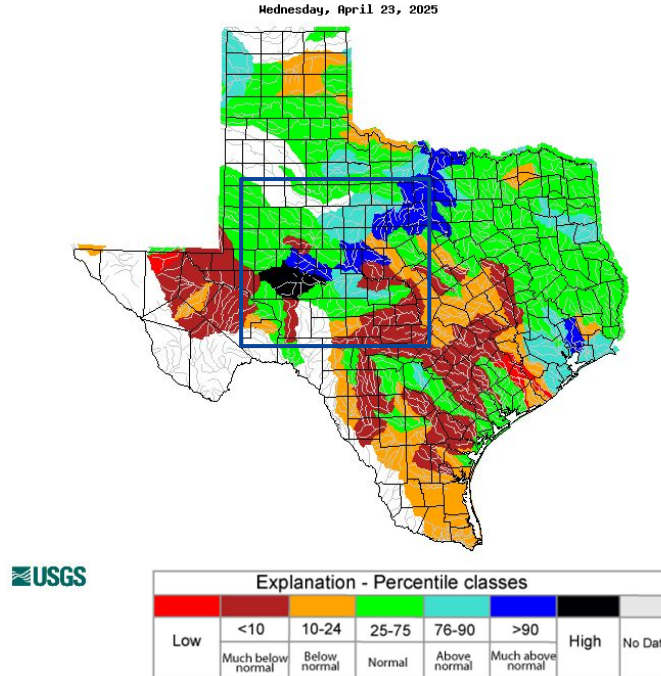 Wednesday, April 23, 2025
USGS
Explanation - Percentile classes
Low
<10
10-24
25-75
76-90
>90
High
No Dat
Much below
normal
Below
normal
Normal
Above
normal
Much above
normal